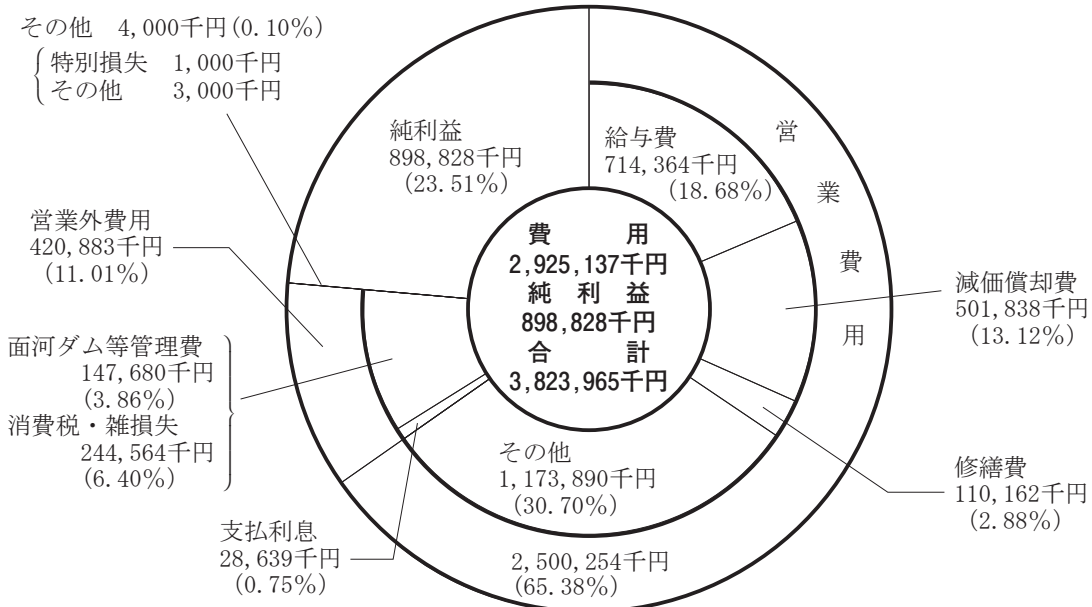 その他 4,000千円(0.10%)
特別損失 1,000千円
その他 3,000千円
純利益
898,828千円
(23.51%)
給与費
714,364千円
(18.68%)
営業費用
営業外費用
420,883千円
(11.01%)
費用
2,925,137千円
純利益
898,828千円
合計
3,823,965千円
減価償却費
501,838千円
(13.12%)
面河ダム等管理費
147,680千円
(3.86%)
消費税・雑損失
244,564千円
(6.40%)
その他
1,173,890千円
(30.70%)
修繕費
110,162千円
(2.88%)
支払利息
28,639千円
(0.75%)
2,500,254千円
(65.38%)